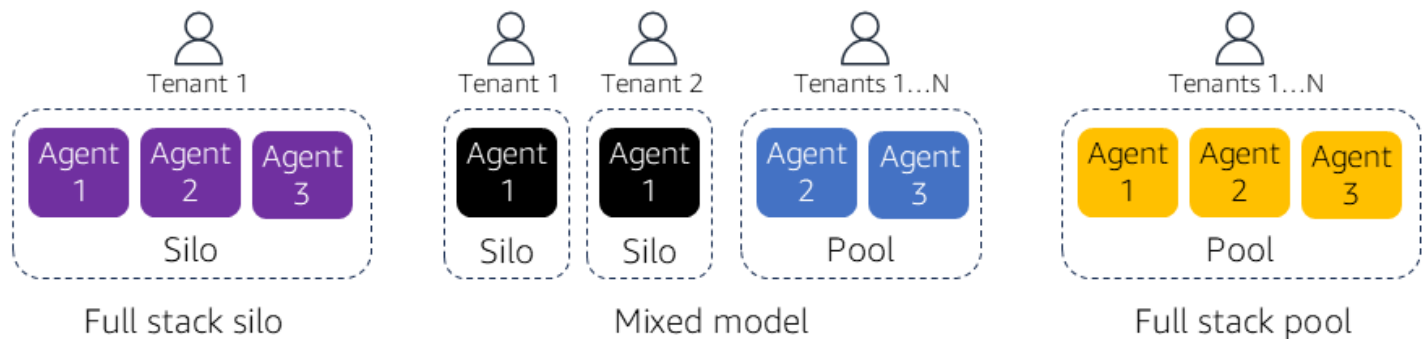 Tenant 1
Agent 1
Agent 2
Agent 3
Silo
Full stack silo
Tenant 1
Agent 1
Silo
Tenant 2
Agent 1
Silo
Tenants 1...N
Agent 2
Agent 3
Pool
Mixed model
Tenants 1...N
Agent 1
Agent 2
Agent 3
Pool
Full stack pool